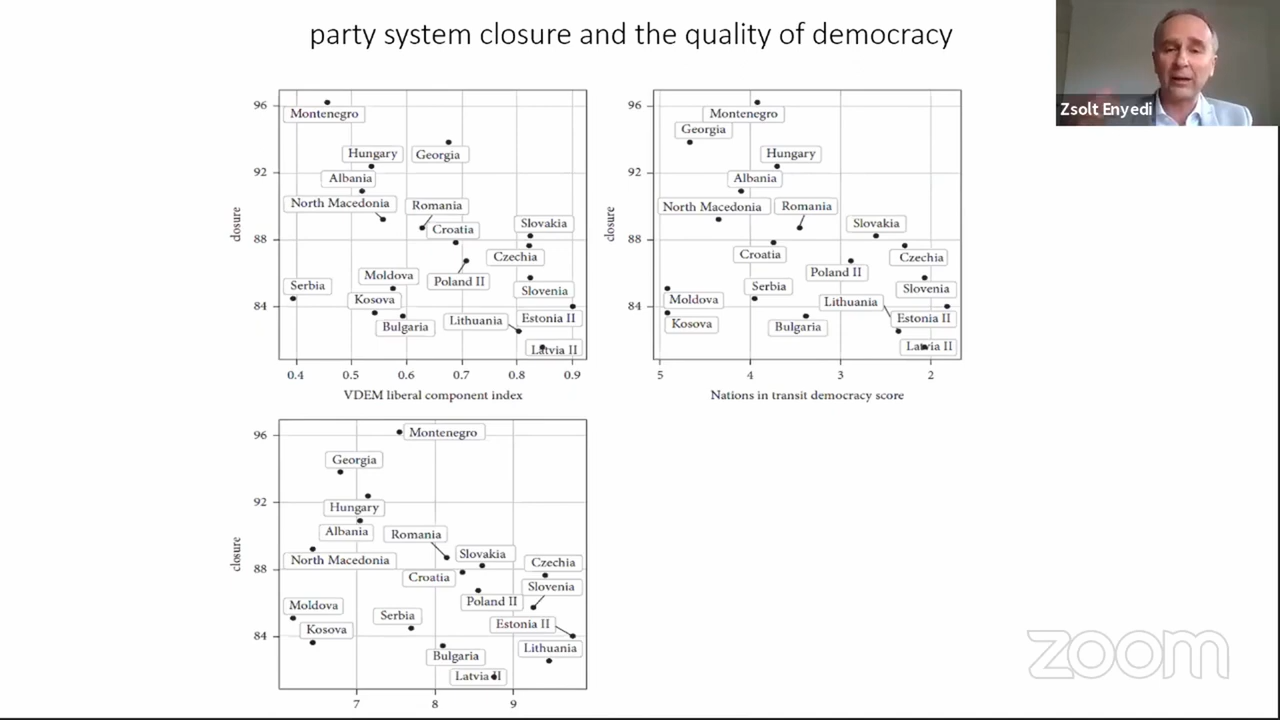 party system closure and the quality of democracy
Zsolt Enyedi
closure
96
92
88
84
Montenegro
Hungary
Georgia
Albania
North Macedonia
Romania
Croatia
Slovakia
Czechia
Moldova
Poland II
Serbia
Slovenia
Kosova
Bulgaria
Lithuania
Estonia II
Latvia II
0.4 0.5 0.6 0.7 0.8 0.9
VDEM liberal component index
closure
96
92
88
84
Montenegro
Georgia
Hungary
Albania
North Macedonia
Romania
Slovakia
Croatia
Czechia
Poland II
Serbia
Slovenia
Moldova
Lithuania
Kosova
Bulgaria
Estonia II
Latvia II
5 4 3 2
Nations in transit democracy score
closure
96
92
88
84
Montenegro
Georgia
Hungary
Albania
Romania
North Macedonia
Slovakia
Croatia
Czechia
Slovenia
Poland II
Moldova
Serbia
Kosova
Estonia II
Bulgaria
Lithuania
Latvia II
7 8 9
zoom